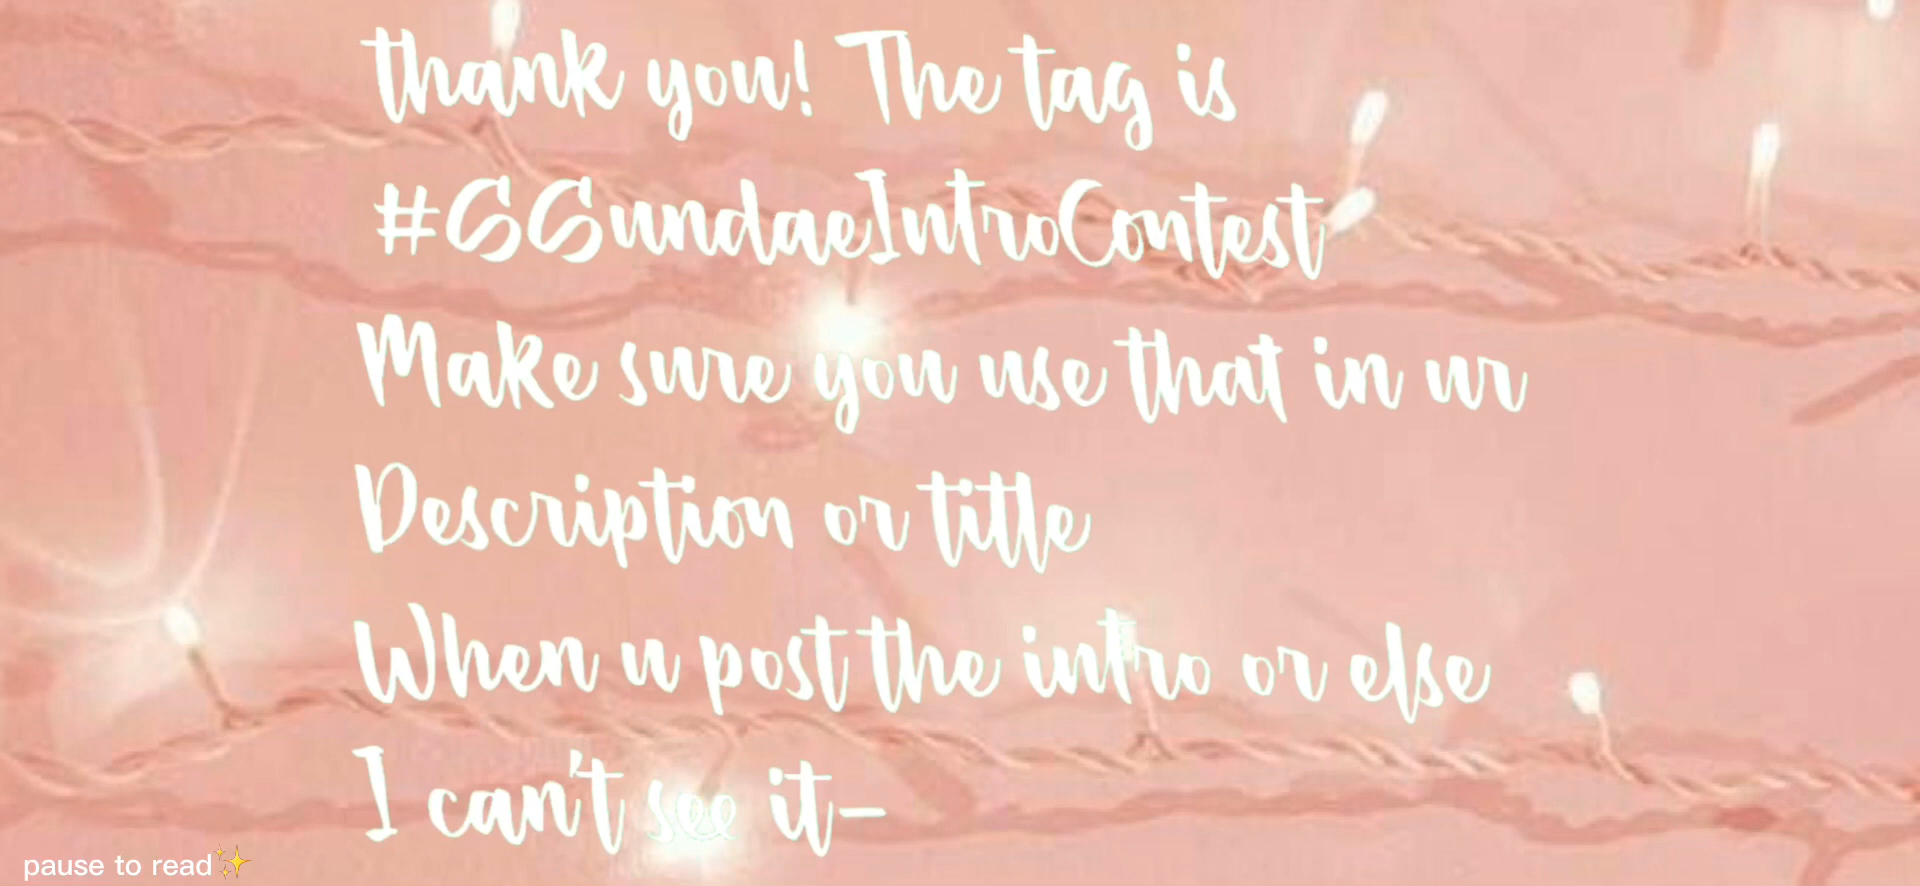 thank you! The tag is
#SSundaeIntroContest
Make sure you use that in ur
Description or title
When u post the intro or else
I can't see it-
pause to read✨